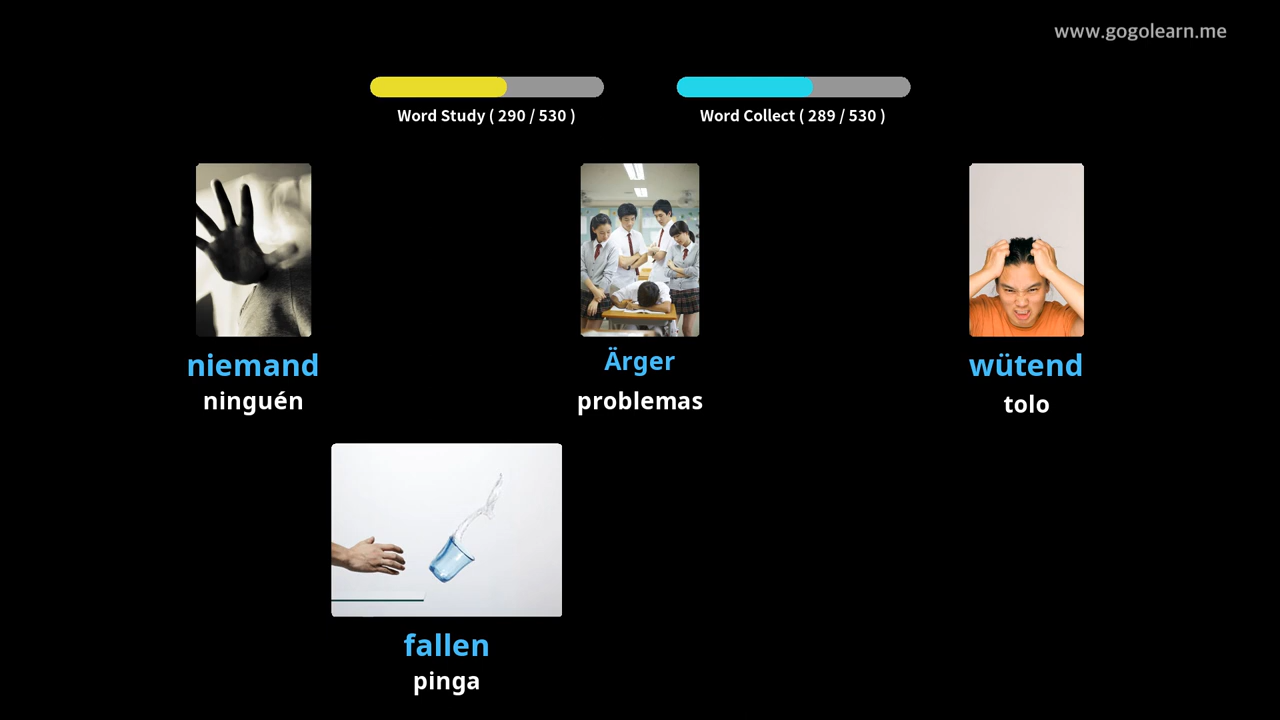 www.gogolearn.me
Word Study ( 290 / 530 )
Word Collect ( 289 / 530 )
niemand
ninguén
Ärger
problemas
wütend
tolo
fallen
pinga